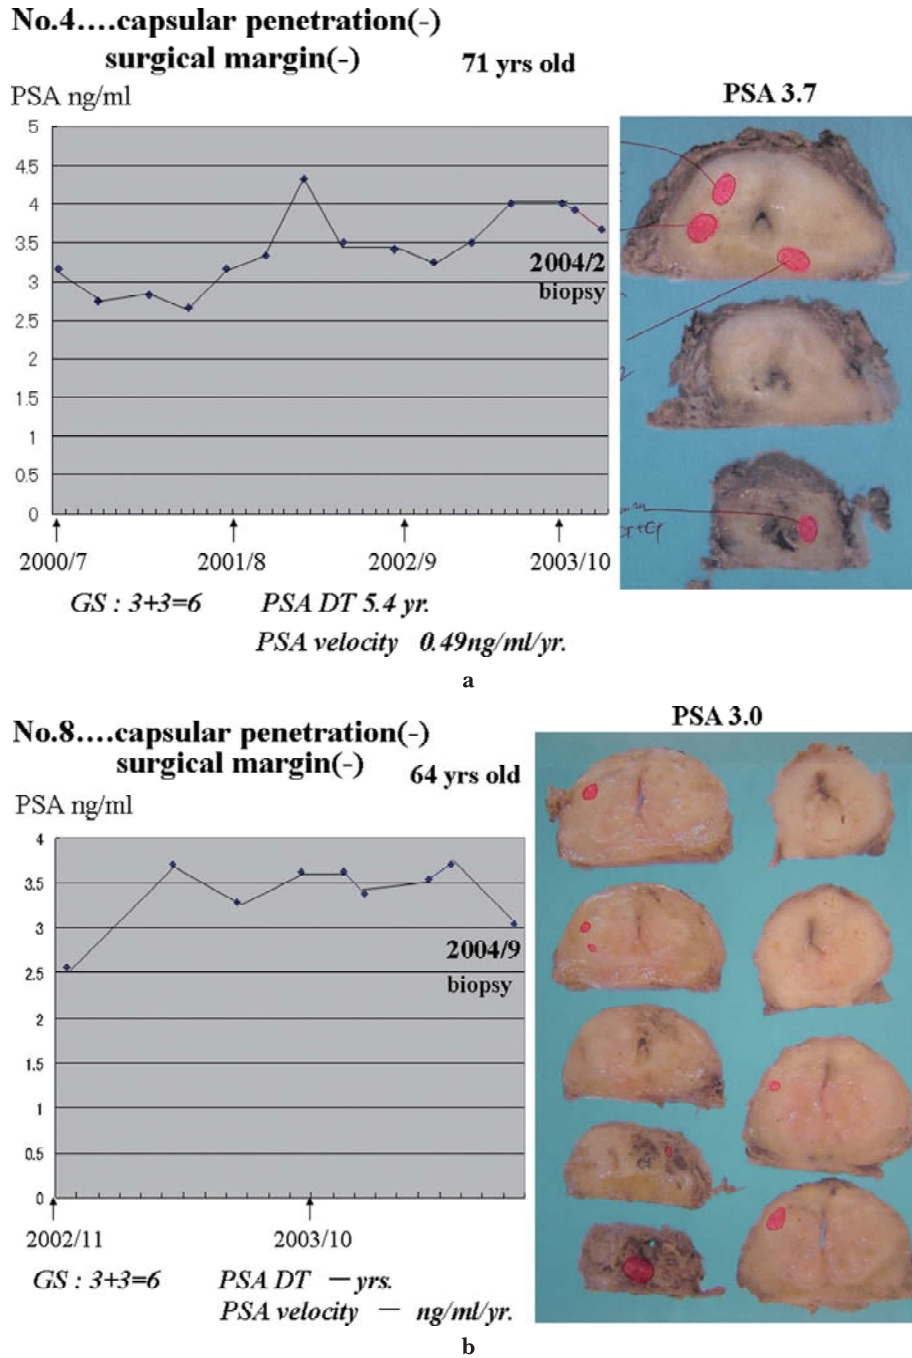 No.4....capsular penetration(-)
surgical margin(-)
71 yrs old
PSA ng/ml
PSA 3.7
5
4.5
4
3.5
3
2.5
2
1.5
1
0.5
0
2004/2
biopsy
2000/7
2001/8
2002/9
2003/10
GS : 3+3=6
PSA DT 5.4 yr.
PSA velocity 0.49ng/ml/yr.
a
No.8....capsular penetration(-)
surgical margin(-)
64 yrs old
PSA ng/ml
PSA 3.0
4
3.5
3
2.5
2
1.5
1
0.5
0
2004/9
biopsy
2002/11
2003/10
GS : 3+3=6
PSA DT — yrs.
PSA velocity — ng/ml/yr.
b